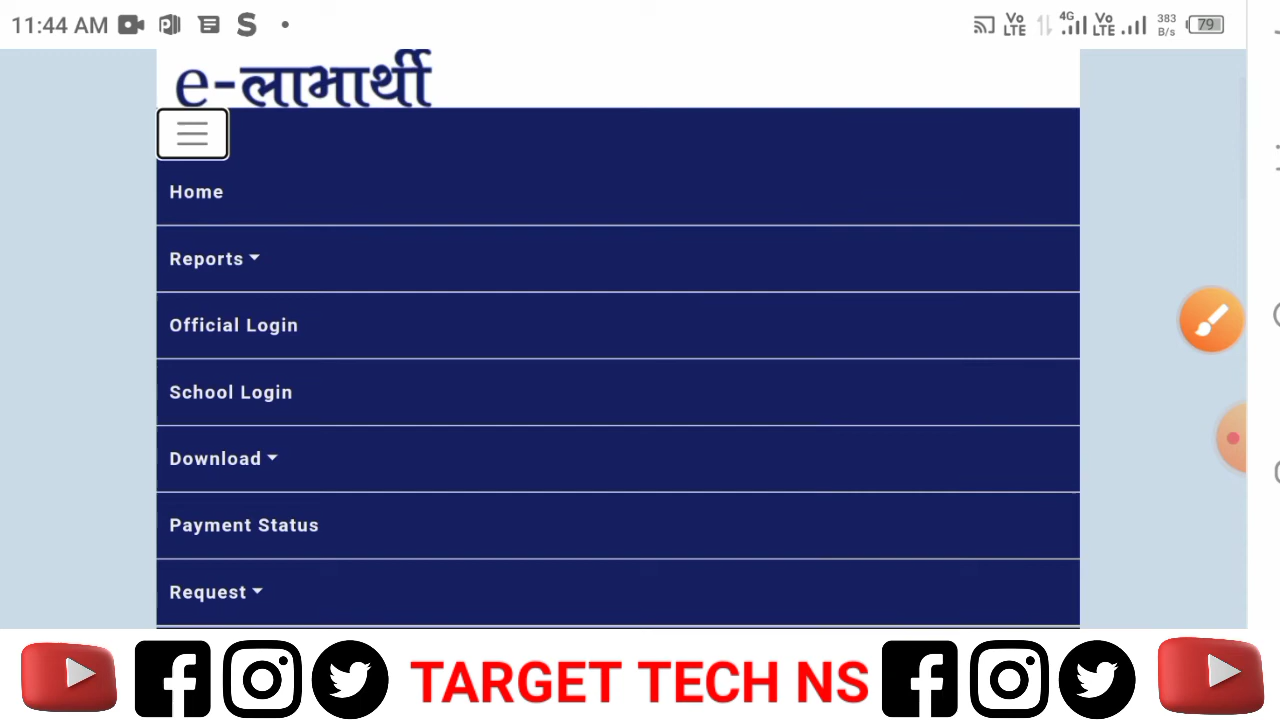 11:44 AM S
Vo LTE 4G Vo LTE 383 B/s 79
e-लाभार्थी
Home
Reports
Official Login
School Login
Download
Payment Status
Request
TARGET TECH NS